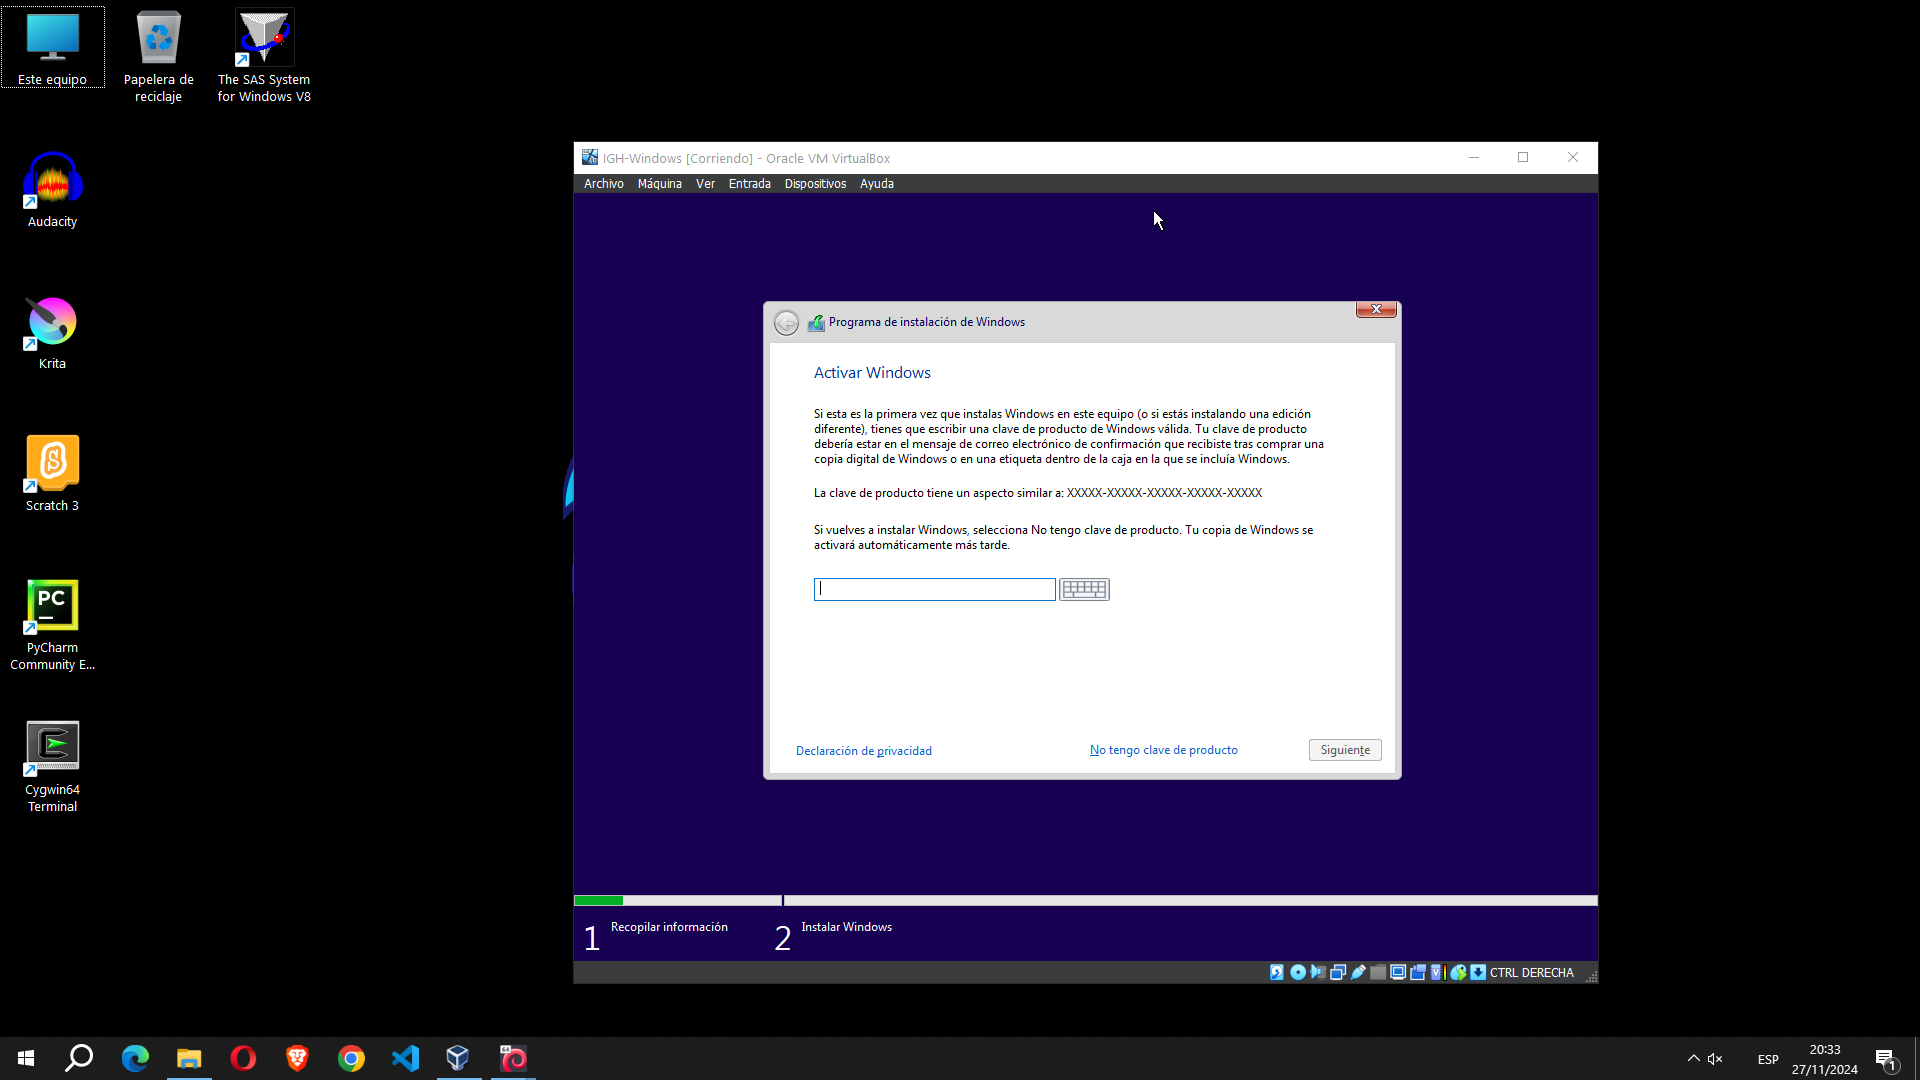 Este equipo
Papelera de
reciclaje
The SAS System
for Windows V8
Audacity
Krita
Scratch 3
PC
PyCharm
Community E...
Cygwin64
Terminal
IGH-Windows [Corriendo] - Oracle VM VirtualBox
Archivo Máquina Ver Entrada Dispositivos Ayuda
Programa de instalación de Windows
Activar Windows
Si esta es la primera vez que instalas Windows en este equipo (o si estás instalando una edición
diferente), tienes que escribir una clave de producto de Windows válida. Tu clave de producto
debería estar en el mensaje de correo electrónico de confirmación que recibiste tras comprar una
copia digital de Windows o en una etiqueta dentro de la caja en la que se incluía Windows.
La clave de producto tiene un aspecto similar a: XXXXX-XXXXX-XXXXX-XXXXX-XXXXX
Si vuelves a instalar Windows, selecciona No tengo clave de producto. Tu copia de Windows se
activará automáticamente más tarde.
Declaración de privacidad
No tengo clave de producto
Siguiente
1 Recopilar información
2 Instalar Windows
CTRL DERECHA
ESP
20:33
27/11/2024
1